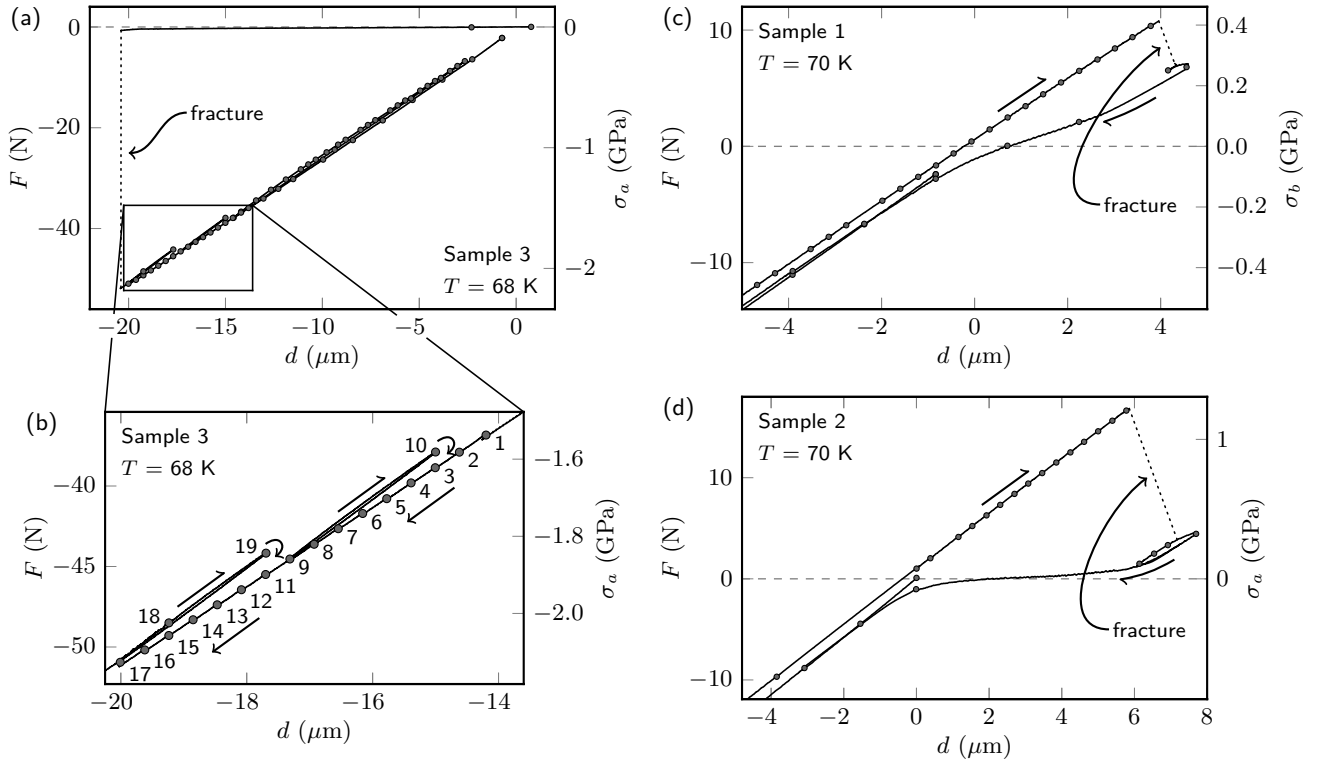 (a)
0
−20
−40
F (N)
fracture
Sample 3
T = 68 K
0
−1
−2
σa (GPa)
−20
−15
−10
−5
0
d (μm)
(b)
Sample 3
T = 68 K
−40
−45
−50
F (N)
10
1
2
3
4
5
6
7
8
9
19
11
12
13
14
15
16
17
18
−1.6
−1.8
−2.0
σa (GPa)
−20
−18
−16
−14
d (μm)
(c)
Sample 1
T = 70 K
10
0
−10
F (N)
fracture
0.4
0.2
0.0
−0.2
−0.4
σb (GPa)
−4
−2
0
2
4
d (μm)
(d)
Sample 2
T = 70 K
10
0
−10
F (N)
fracture
1
0
σa (GPa)
−4
−2
0
2
4
6
8
d (μm)